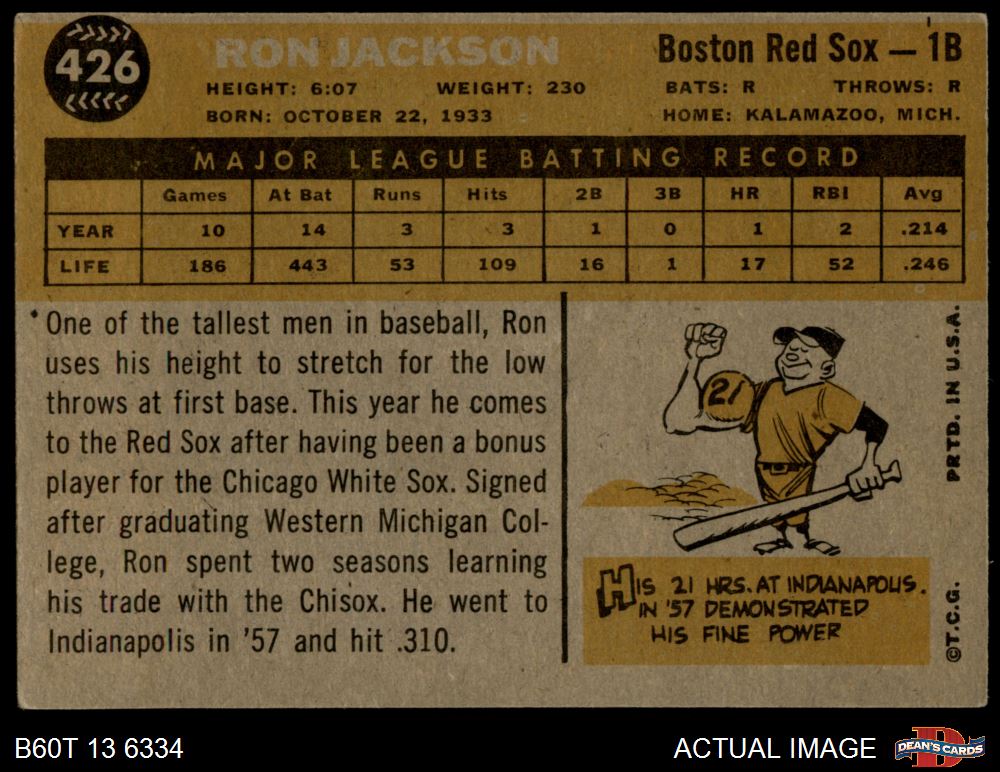 426
RON JACKSON
Boston Red Sox — 1B
HEIGHT: 6:07 WEIGHT: 230 BATS: R THROWS: R
BORN: OCTOBER 22, 1933 HOME: KALAMAZOO, MICH.
MAJOR LEAGUE BATTING RECORD
Games At Bat Runs Hits 2B 3B HR RBI Avg
YEAR 10 14 3 3 1 0 1 2 .214
LIFE 186 443 53 109 16 1 17 52 .246
One of the tallest men in baseball, Ron
uses his height to stretch for the low
throws at first base. This year he comes
to the Red Sox after having been a bonus
player for the Chicago White Sox. Signed
after graduating Western Michigan Col-
lege, Ron spent two seasons learning
his trade with the Chisox. He went to
Indianapolis in '57 and hit .310.
21
HIS 21 HRS. AT INDIANAPOLIS.
IN '57 DEMONSTRATED
HIS FINE POWER
©T.C.G. PRTD. IN U.S.A.
B60T 13 6334
ACTUAL IMAGE
D
DEAN'S CARDS